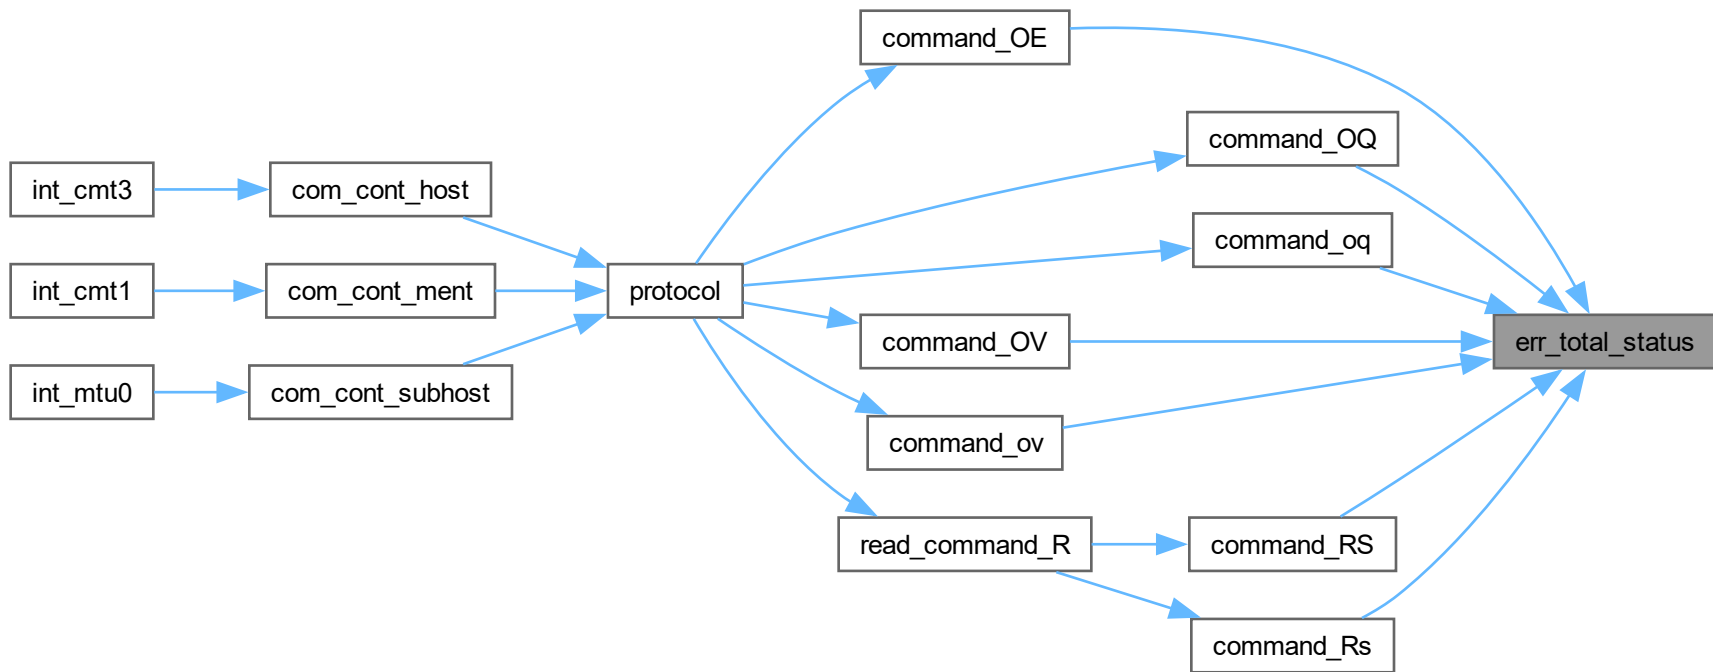 command_OE
command_OQ
int_cmt3
com_cont_host
command_oq
int_cmt1
com_cont_ment
protocol
command_OV
err_total_status
int_mtu0
com_cont_subhost
command_ov
read_command_R
command_RS
command_Rs